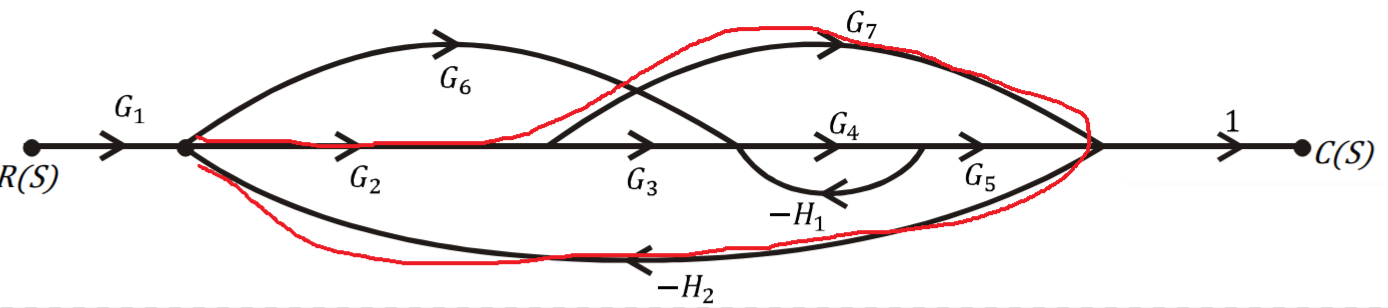 G₇
G₆
G₁
G₄
1
R(S)
G₂
G₃
G₅
C(S)
−H₁
−H₂